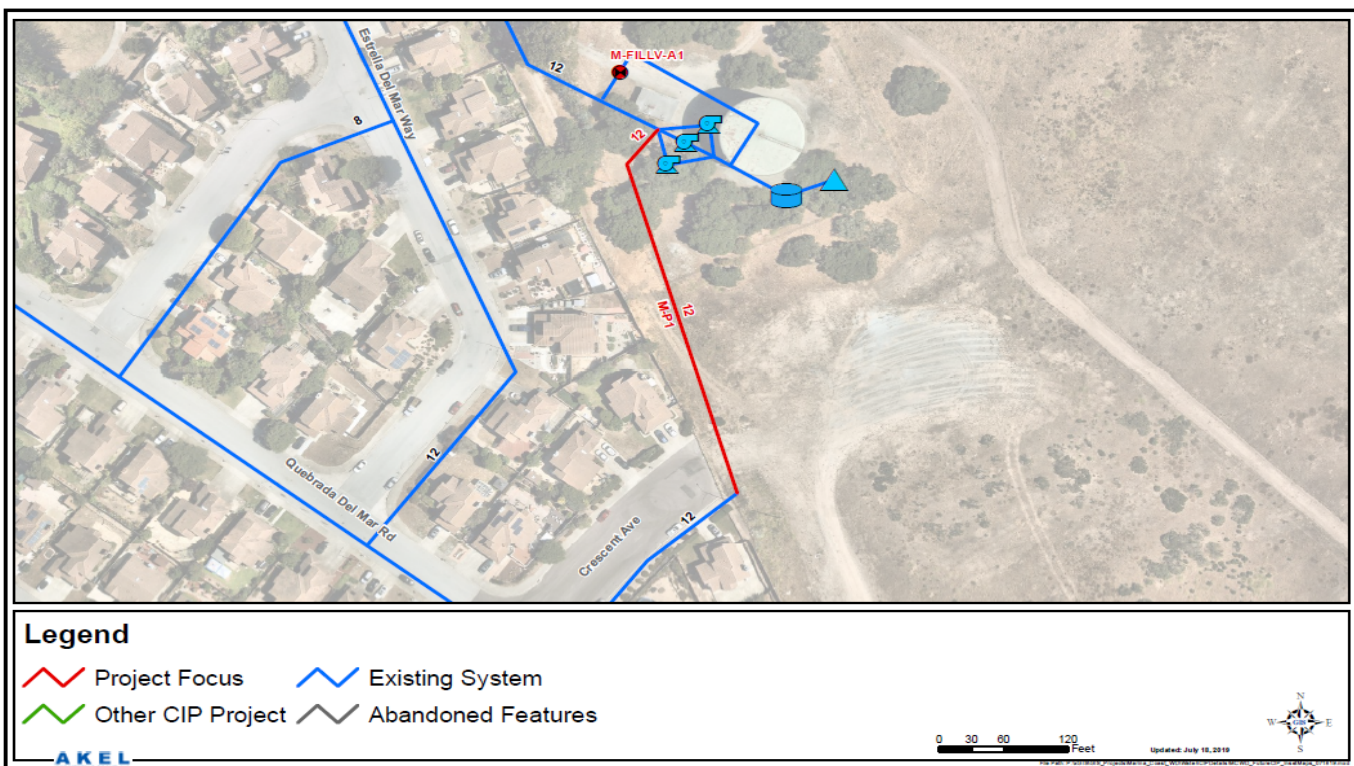 M-FILLV-A1
Estrella Del Mar Way
12
8
12
12
M-P1
12
Quebrada Del Mar Rd
12
Crescent Ave
Legend
Project Focus
Existing System
Other CIP Project
Abandoned Features
N
W GIS E
S
0 30 60 120
Feet
Updated: July 18, 2019
AKEL